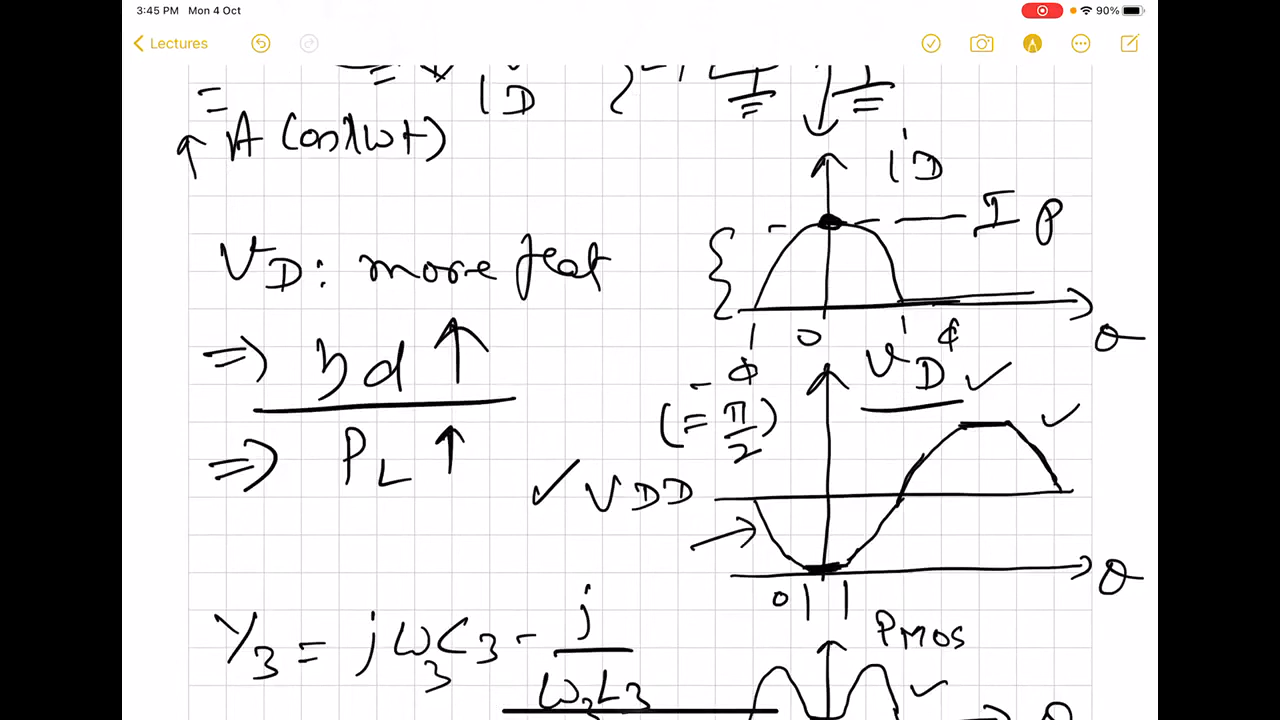 3:45 PM Mon 4 Oct
90%
Lectures
=
↑ A Cos(ωt)
iD
iD
Ip
VD: more flat
-φ 0 φ θ
⇒ ηd ↑
(= π/2)
VD ✓
⇒ PL ↑
✓ VDD
0 θ
Y3 = jω3C3 - j/ω3L3
PMOS